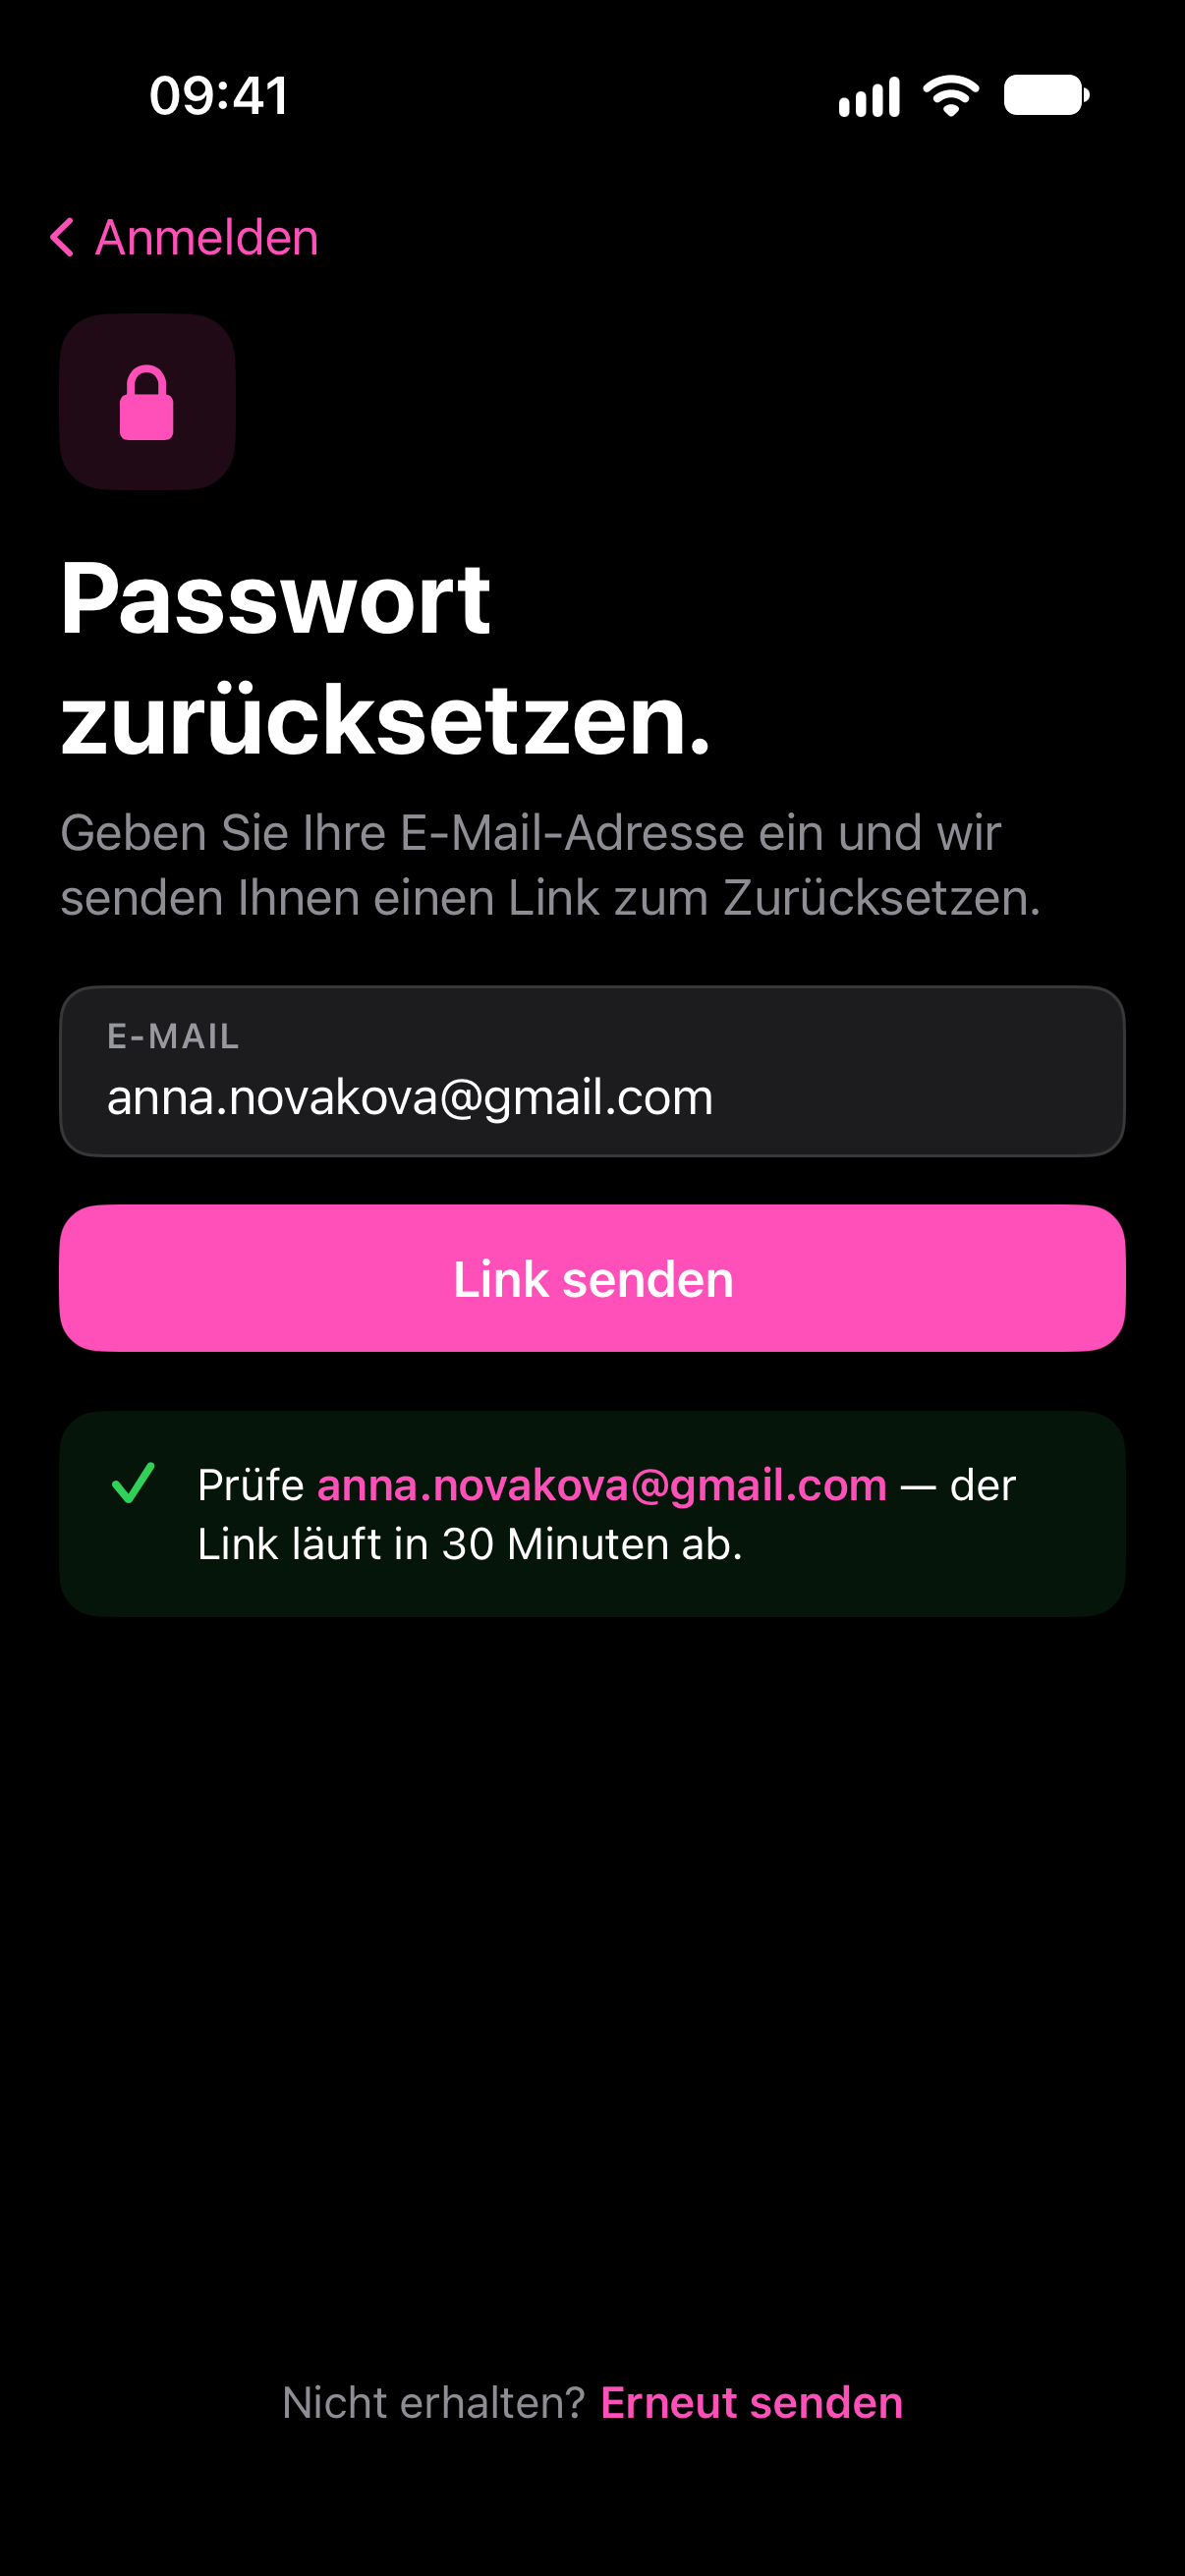 09:41
Anmelden
Passwort
zurücksetzen.
Geben Sie Ihre E-Mail-Adresse ein und wir
senden Ihnen einen Link zum Zurücksetzen.
E-MAIL
anna.novakova@gmail.com
Link senden
Prüfe anna.novakova@gmail.com — der
Link läuft in 30 Minuten ab.
Nicht erhalten? Erneut senden